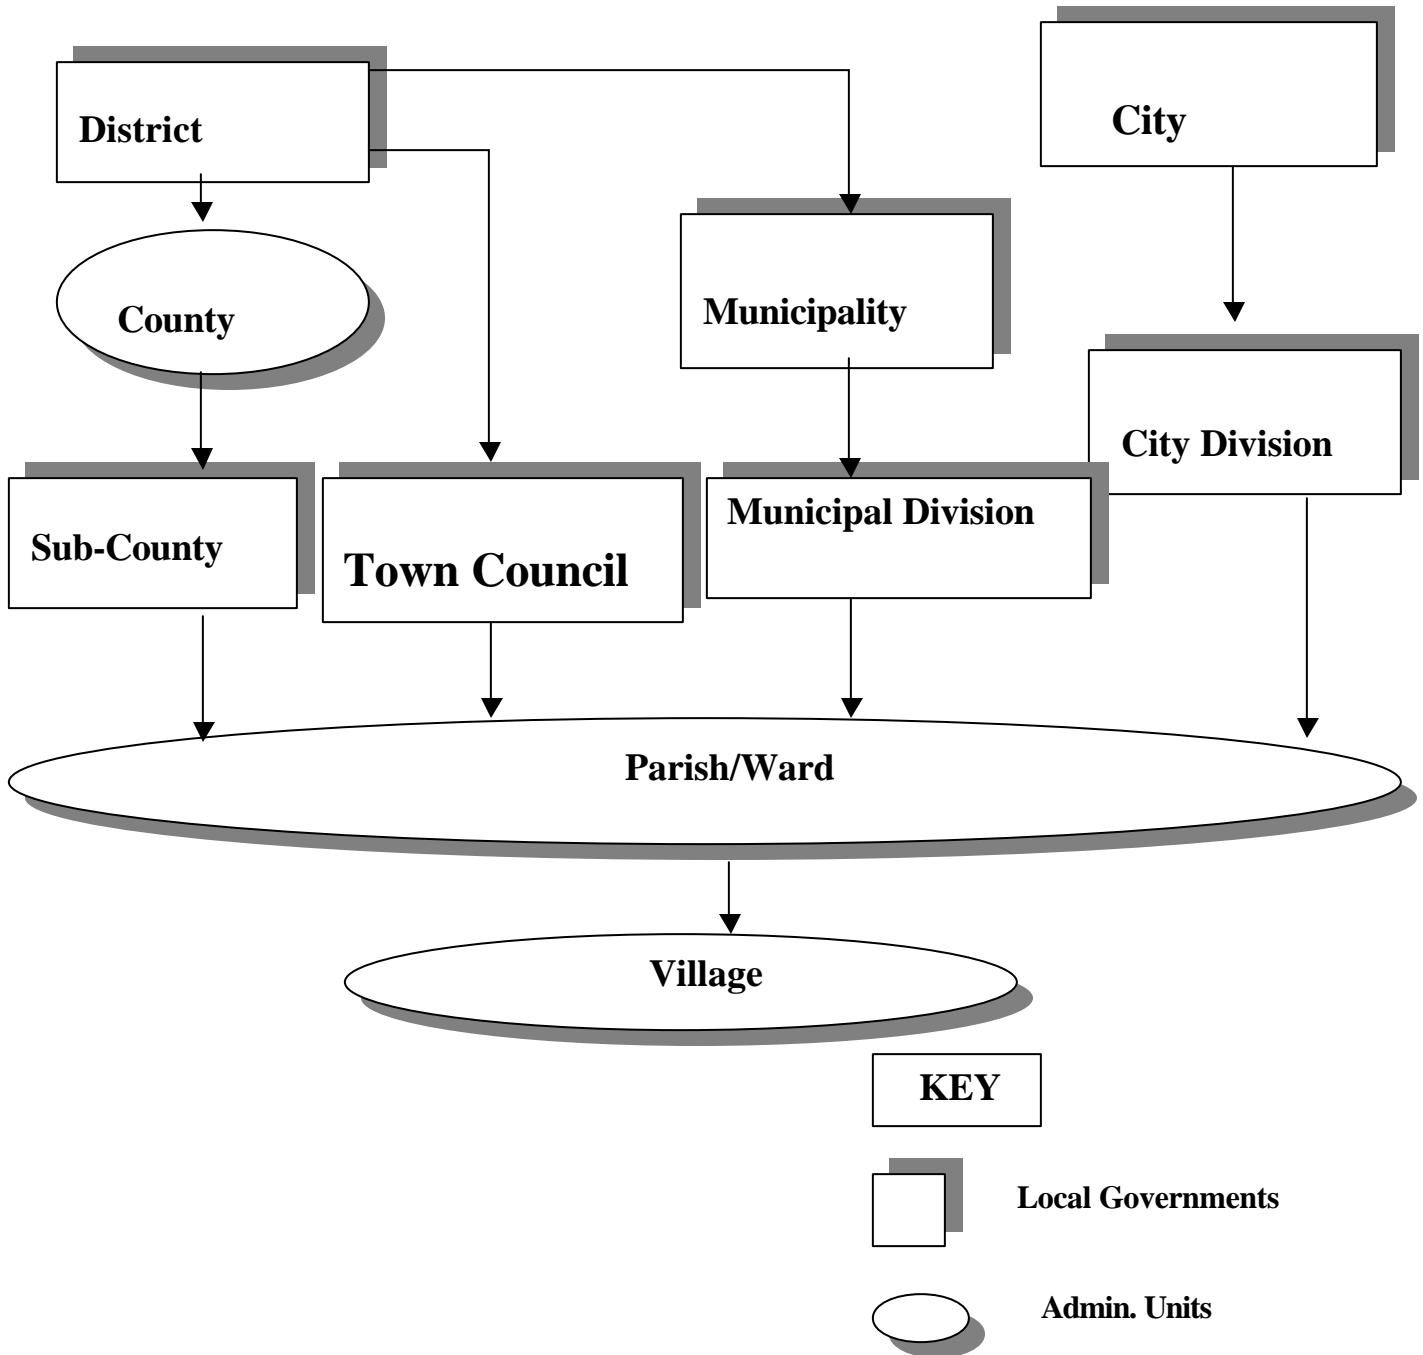 District
City
County
Municipality
City Division
Sub-County
Town Council
Municipal Division
Parish/Ward
Village
KEY
Local Governments
Admin. Units